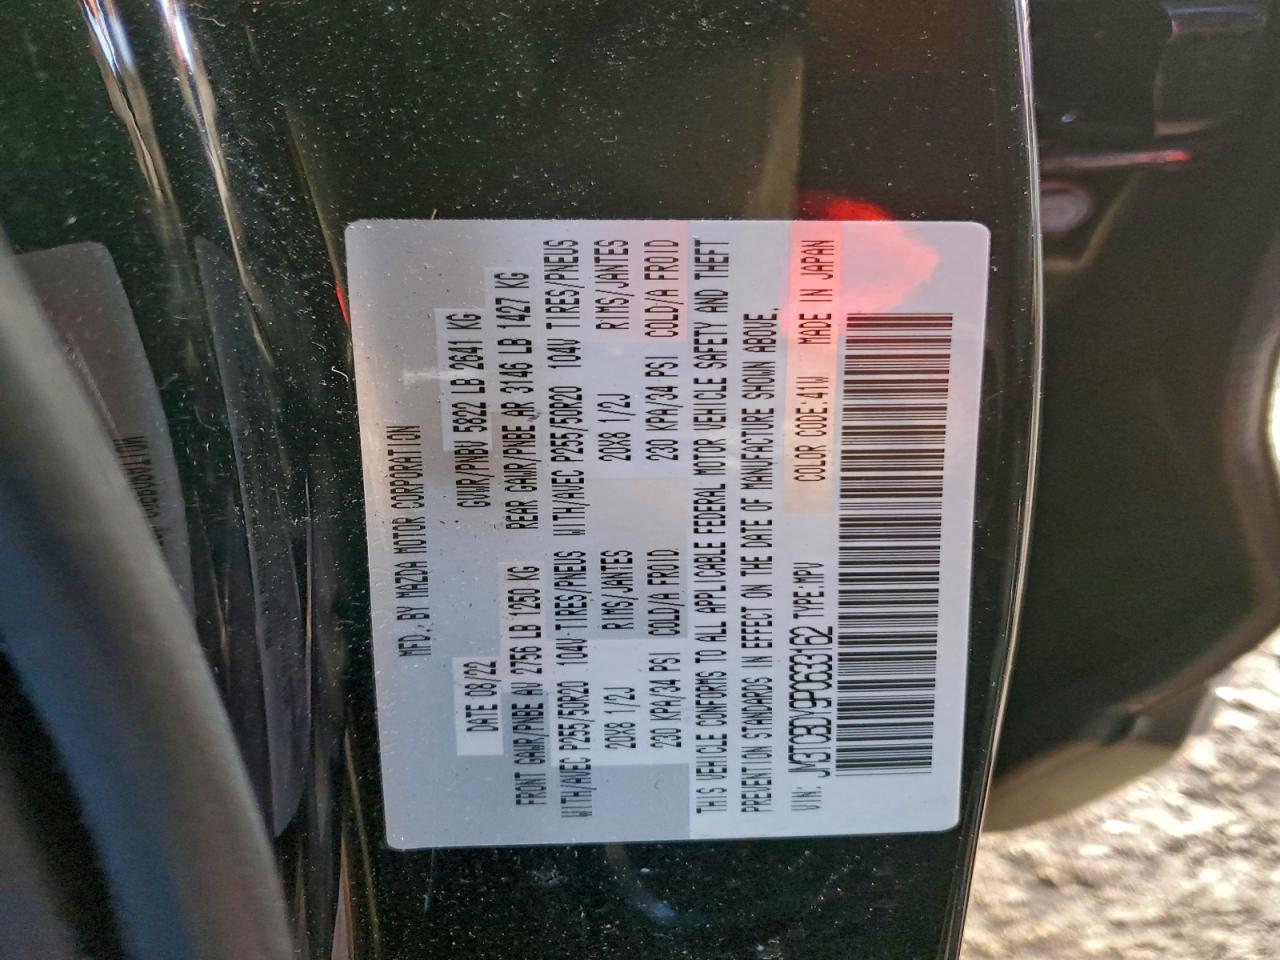 MFD. BY MAZDA MOTOR CORPORATION
DATE 08/22 GVWR/PNBV 5822 LB 2641 KG
FRONT GAWR/PNBE AV 2756 LB 1250 KG REAR GAWR/PNBE AR 3146 LB 1427 KG
WITH/AVEC P255/50R20 104V TIRES/PNEUS WITH/AVEC P255/50R20 104V TIRES/PNEUS
20X8 1/2J RIMS/JANTES 20X8 1/2J RIMS/JANTES
230 KPA/34 PSI COLD/A FROID 230 KPA/34 PSI COLD/A FROID
THIS VEHICLE CONFORMS TO ALL APPLICABLE FEDERAL MOTOR VEHICLE SAFETY AND THEFT
PREVENTION STANDARDS IN EFFECT ON THE DATE OF MANUFACTURE SHOWN ABOVE.
VIN: JM3TCBDY9P0633162 TYPE:MPV COLOR CODE:41W MADE IN JAPAN